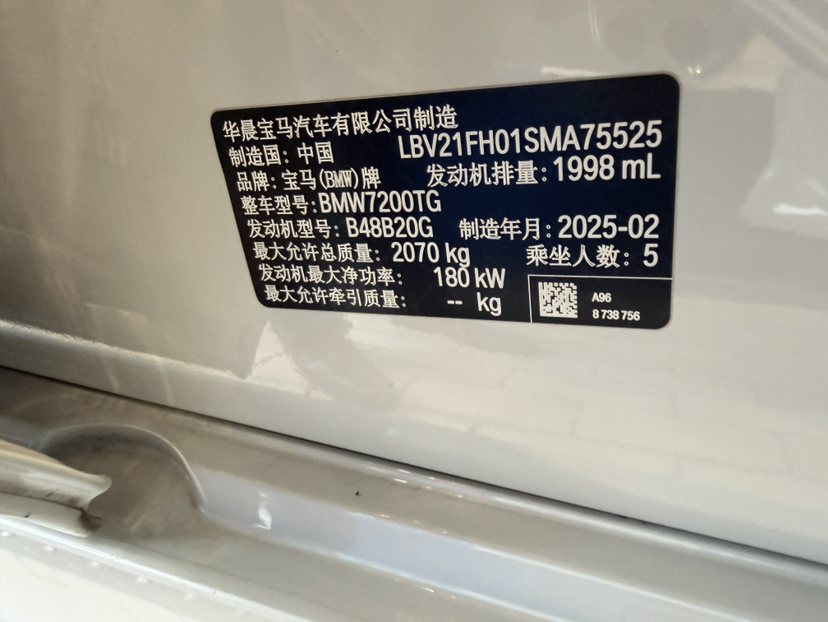 华晨宝马汽车有限公司制造
制造国：中国 LBV21FH01SMA75525
品牌：宝马(BMW)牌 发动机排量：1998 mL
整车型号：BMW7200TG
发动机型号：B48B20G 制造年月：2025-02
最大允许总质量：2070 kg 乘坐人数：5
发动机最大净功率： 180 kW
最大允许牵引质量： -- kg
A96
8 738 756